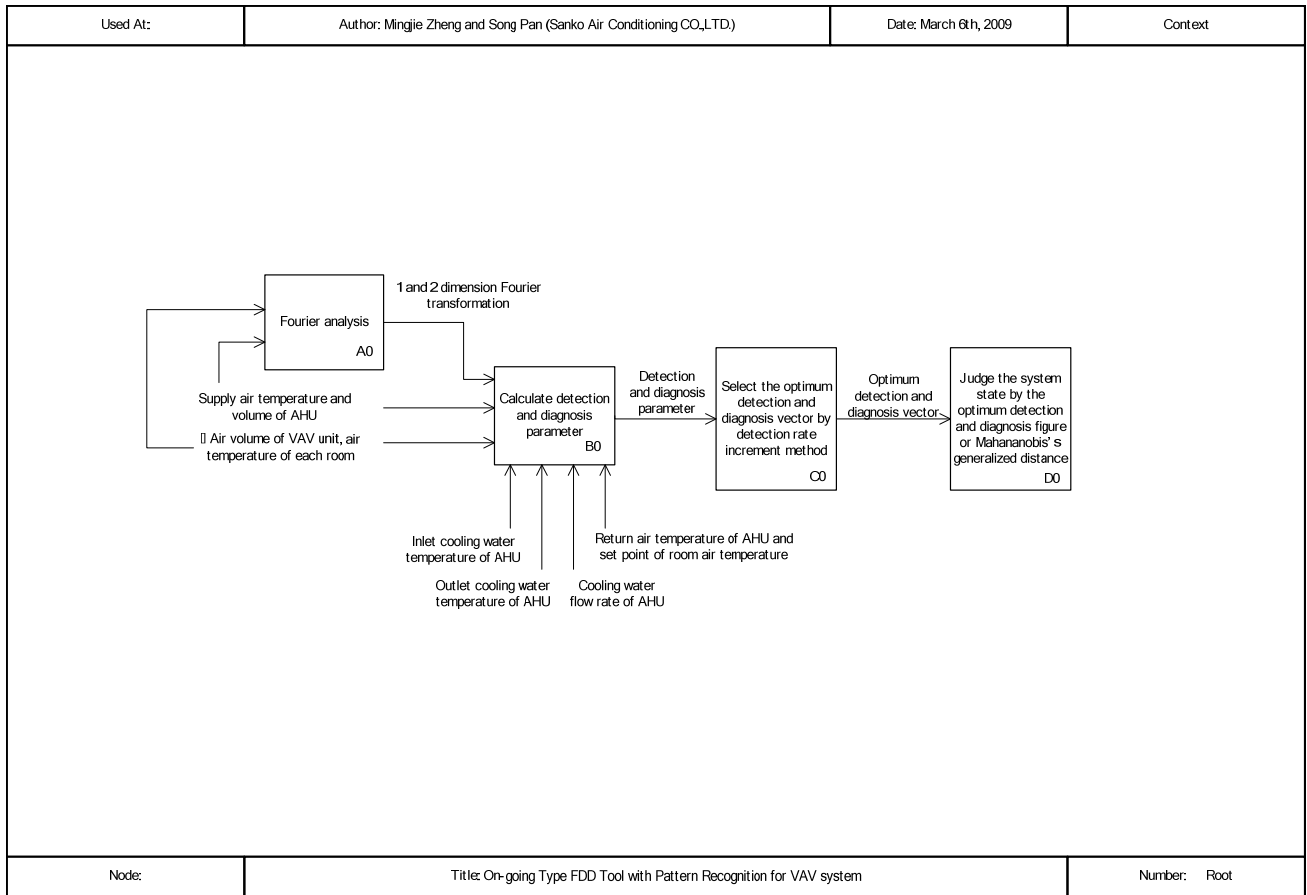 Used At:
Author: Mingjie Zheng and Song Pan (Sanko Air Conditioning CO.,LTD.)
Date: March 6th, 2009
Context
1 and 2 dimension Fourier
transformation
Fourier analysis
A0
Supply air temperature and
volume of AHU
Air volume of VAV unit, air
temperature of each room
Calculate detection
and diagnosis
parameter
B0
Detection
and diagnosis
parameter
Select the optimum
detection and
diagnosis vector by
detection rate
increment method
C0
Optimum
detection and
diagnosis vector
Judge the system
state by the
optimum detection
and diagnosis figure
or Mahananobis's
generalized distance
D0
Inlet cooling water
temperature of AHU
Return air temperature of AHU and
set point of room air temperature
Outlet cooling water
temperature of AHU
Cooling water
flow rate of AHU
Node:
Title: On-going Type FDD Tool with Pattern Recognition for VAV system
Number: Root